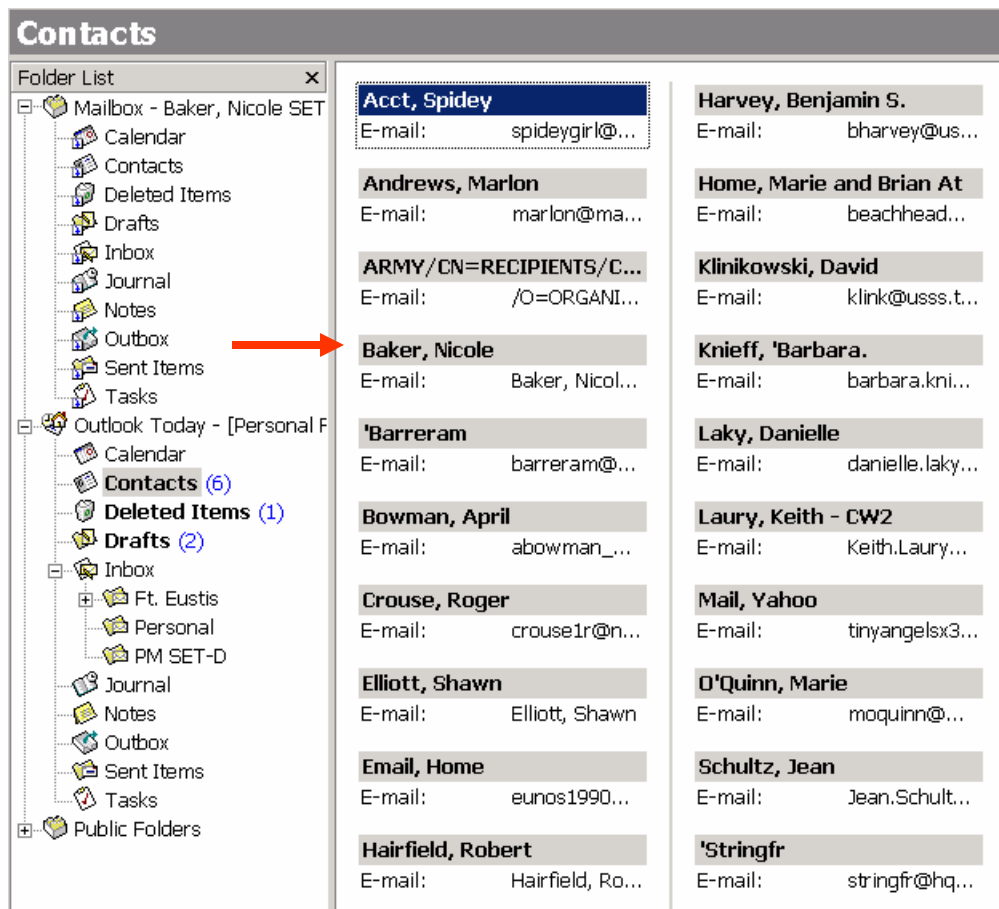 Contacts
Folder List
Mailbox - Baker, Nicole SET
Calendar
Contacts
Deleted Items
Drafts
Inbox
Journal
Notes
Outbox
Sent Items
Tasks
Outlook Today - [Personal F
Calendar
Contacts (6)
Deleted Items (1)
Drafts (2)
Inbox
Ft. Eustis
Personal
PM SET-D
Journal
Notes
Outbox
Sent Items
Tasks
Public Folders
Acct, Spidey
E-mail: spideygirl@...
Andrews, Marlon
E-mail: marlon@ma...
ARMY/CN=RECIPIENTS/C...
E-mail: /O=ORGANI...
Baker, Nicole
E-mail: Baker, Nicol...
'Barreram
E-mail: barreram@...
Bowman, April
E-mail: abowman_...
Crouse, Roger
E-mail: crouse1r@n...
Elliott, Shawn
E-mail: Elliott, Shawn
Email, Home
E-mail: eunos1990...
Hairfield, Robert
E-mail: Hairfield, Ro...
Harvey, Benjamin S.
E-mail: bharvey@us...
Home, Marie and Brian At
E-mail: beachhead...
Klinikowski, David
E-mail: klink@usss.t...
Knieff, 'Barbara.
E-mail: barbara.kni...
Laky, Danielle
E-mail: danielle.laky...
Laury, Keith - CW2
E-mail: Keith.Laury...
Mail, Yahoo
E-mail: tinyangelsx3...
O'Quinn, Marie
E-mail: moquinn@...
Schultz, Jean
E-mail: Jean.Schult...
'Stringfr
E-mail: stringfr@hq...